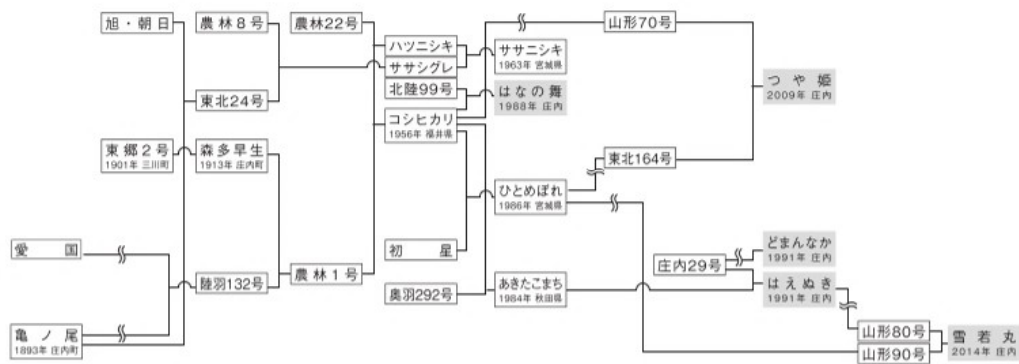 旭・朝日
農林8号
農林22号
山形70号
ハツニシキ
ササニシキ
1963年 宮城県
ササシグレ
つや姫
2009年 庄内
北陸99号
はなの舞
1988年 庄内
東北24号
コシヒカリ
1956年 福井県
東郷2号
1901年 三川町
森多早生
1913年 庄内町
東北164号
ひとめぼれ
1986年 宮城県
愛国
初星
どまんなか
1991年 庄内
庄内29号
陸羽132号
農林1号
奥羽292号
あきたこまち
1984年 秋田県
はえぬき
1991年 庄内
亀ノ尾
1893年 庄内町
山形80号
山形90号
雪若丸
2014年 庄内